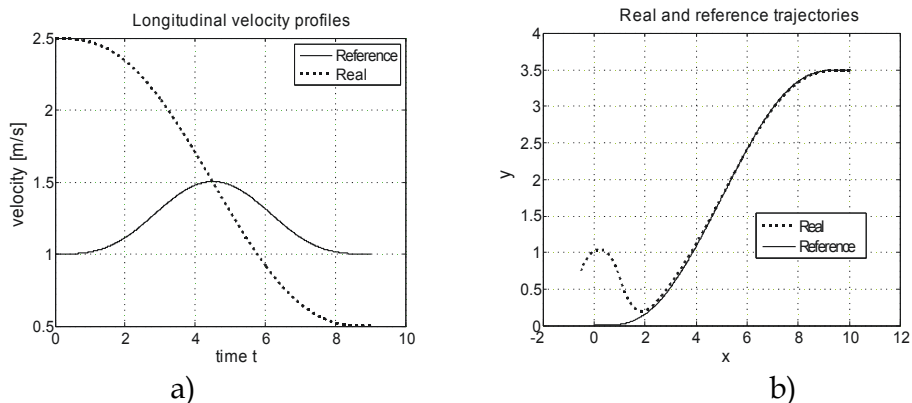 Longitudinal velocity profiles
2.5
2
1.5
1
0.5
velocity [m/s]
Reference
Real
0 2 4 6 8 10
time t
a)
Real and reference trajectories
4
3.5
3
2.5
2
1.5
1
0.5
0
y
Real
Reference
-2 0 2 4 6 8 10 12
x
b)